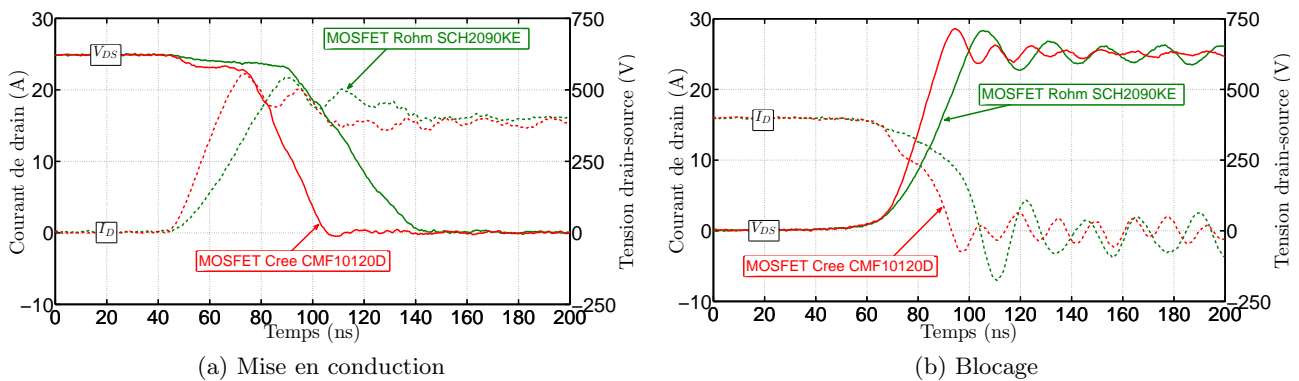 30
20
10
0
−10
Courant de drain (A)
V_DS
I_D
MOSFET Rohm SCH2090KE
MOSFET Cree CMF10120D
750
500
250
0
−250
Tension drain-source (V)
0 20 40 60 80 100 120 140 160 180 200
Temps (ns)
(a) Mise en conduction
30
20
10
0
−10
Courant de drain (A)
I_D
V_DS
MOSFET Rohm SCH2090KE
MOSFET Cree CMF10120D
750
500
250
0
−250
Tension drain-source (V)
0 20 40 60 80 100 120 140 160 180 200
Temps (ns)
(b) Blocage